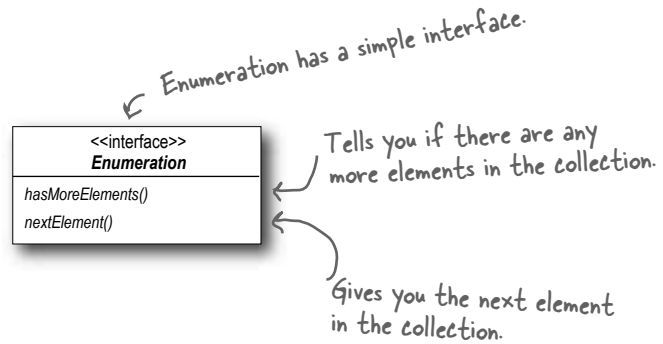 Enumeration has a simple interface.
<<interface>>
Enumeration
hasMoreElements()
nextElement()
Tells you if there are any
more elements in the collection.
Gives you the next element
in the collection.